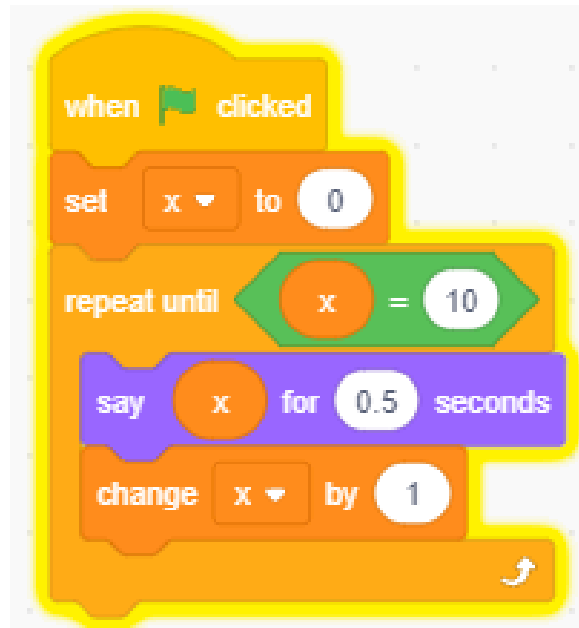 when clicked
set x to 0
repeat until x = 10
say x for 0.5 seconds
change x by 1